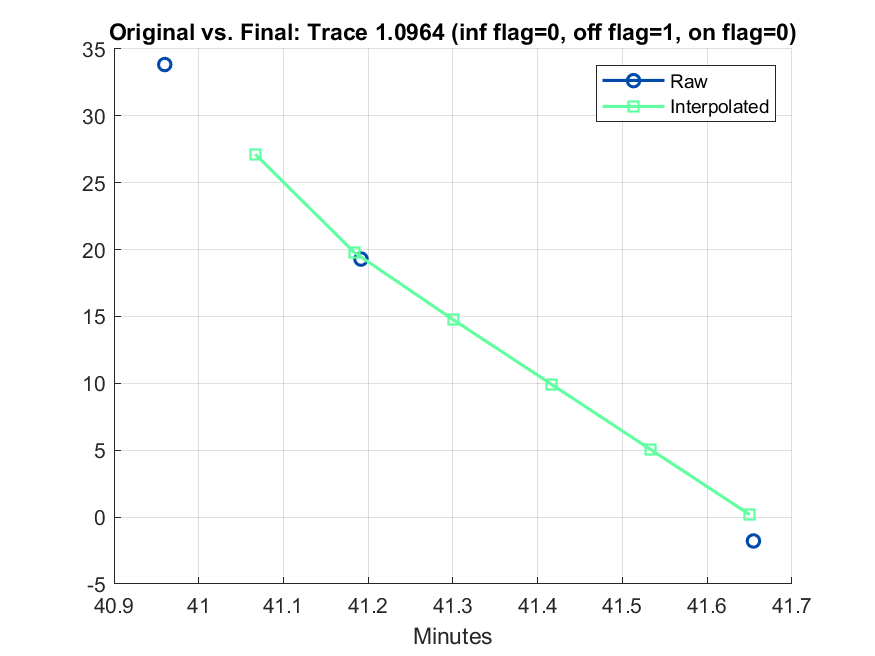 Original vs. Final: Trace 1.0964 (inf flag=0, off flag=1, on flag=0)
35
30
25
20
15
10
5
0
-5
Raw
Interpolated
40.9 41 41.1 41.2 41.3 41.4 41.5 41.6 41.7
Minutes